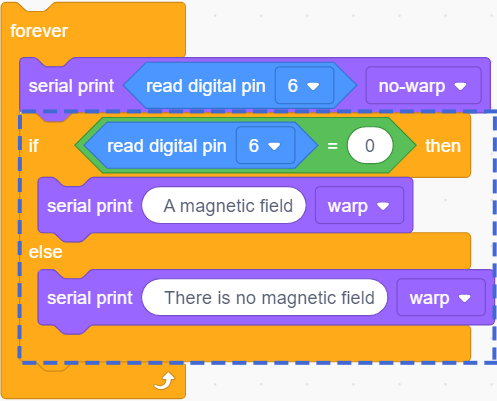 forever
serial print read digital pin 6 no-warp
if read digital pin 6 = 0 then
serial print A magnetic field warp
else
serial print There is no magnetic field warp